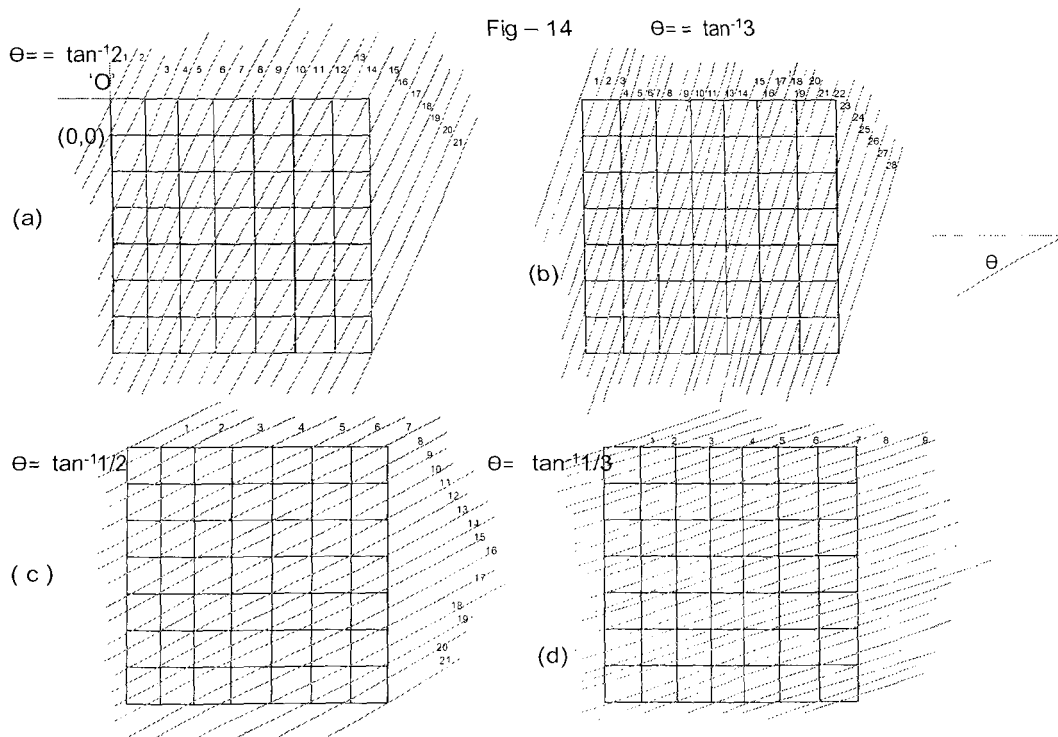 Fig – 14
Θ= = tan⁻¹2
Θ= = tan⁻¹3
'O'
(0,0)
1 2 3 4 5 6 7 8 9 10 11 12 13 14 15 16 17 18 19 20 21
(a)
1 2 3 4 5 6 7 8 9 10 11 13 14 15 16 17 18 19 20 21 22 23 24 25 26 27 28
(b)
Θ
Θ= tan⁻¹1/2
1 2 3 4 5 6 7 8 9 10 11 12 13 14 15 16 17 18 19 20 21
( c )
Θ= tan⁻¹1/3
1 2 3 4 5 6 7 8 9
(d)